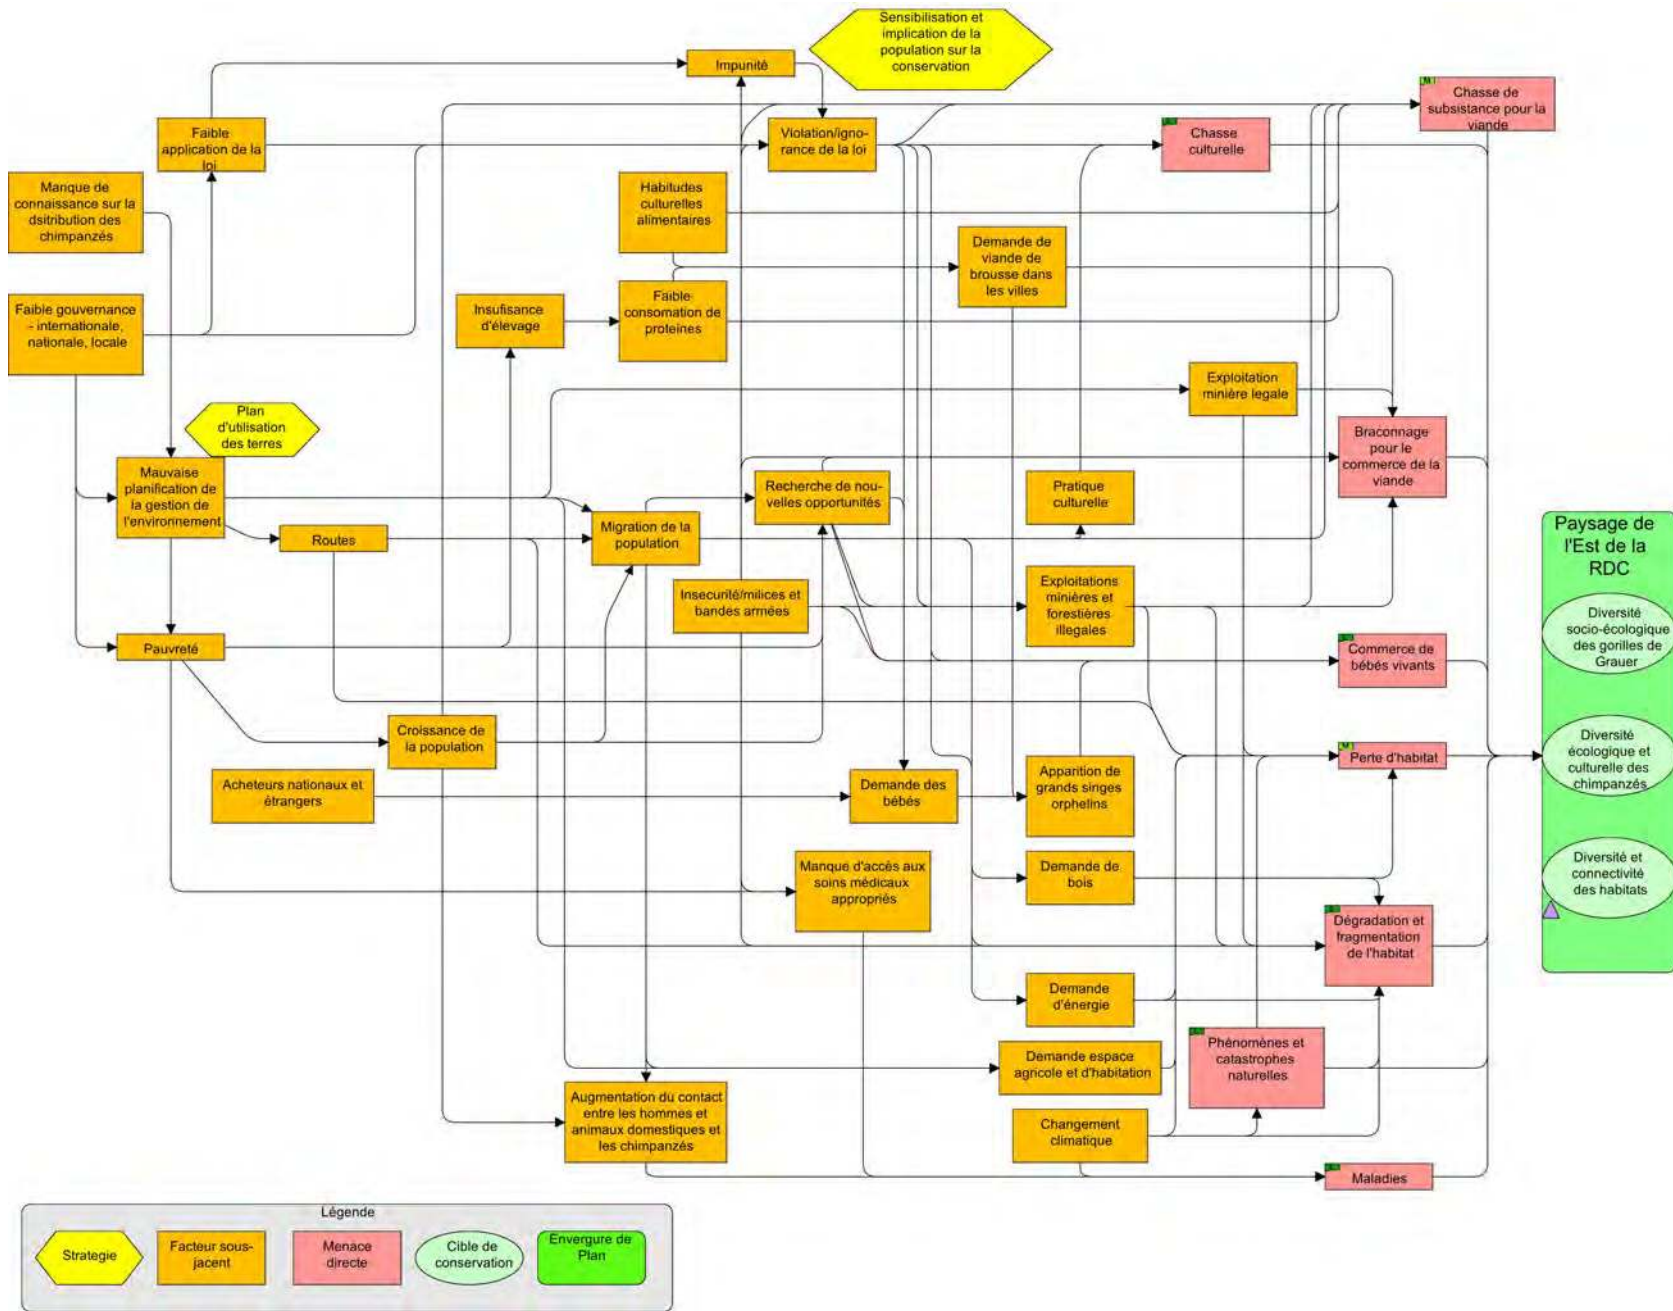 Sensibilisation et
implication de la
population sur la
conservation
Impunité
Chasse de
subsistance pour la
viande
Faible
application de la
loi
Violation/igno-
rance de la loi
Chasse
culturelle
Manque de
connaissance sur la
dsitribution des
chimpanzés
Habitudes
culturelles
alimentaires
Demande de
viande de
brousse dans
les villes
Faible gouvernance
- internationale,
nationale, locale
Insufisance
d'élevage
Faible
consomation de
proteines
Exploitation
minière legale
Plan
d'utilisation
des terres
Braconnage
pour le
commerce de la
viande
Mauvaise
planification de
la gestion de
l'environnement
Recherche de nou-
velles opportunités
Pratique
culturelle
Routes
Migration de la
population
Paysage de
l'Est de la
RDC
Insecurité/milices et
bandes armées
Exploitations
minières et
forestières
illegales
Diversité
socio-écologique
des gorilles de
Grauer
Pauvreté
Commerce de
bébés vivants
Croissance de
la population
Diversité
écologique et
culturelle des
chimpanzés
M
Perte d'habitat
Acheteurs nationaux et
étrangers
Demande des
bébés
Apparition de
grands singes
orphelins
Manque d'accès aux
soins médicaux
appropriés
Demande de
bois
Diversité et
connectivité
des habitats
Dégradation et
fragmentation
de l'habitat
Demande
d'énergie
Demande espace
agricole et d'habitation
Phénomènes et
catastrophes
naturelles
Augmentation du contact
entre les hommes et
animaux domestiques et
les chimpanzés
Changement
climatique
Maladies
Légende
Strategie
Facteur sous-
jacent
Menace
directe
Cible de
conservation
Envergure de
Plan